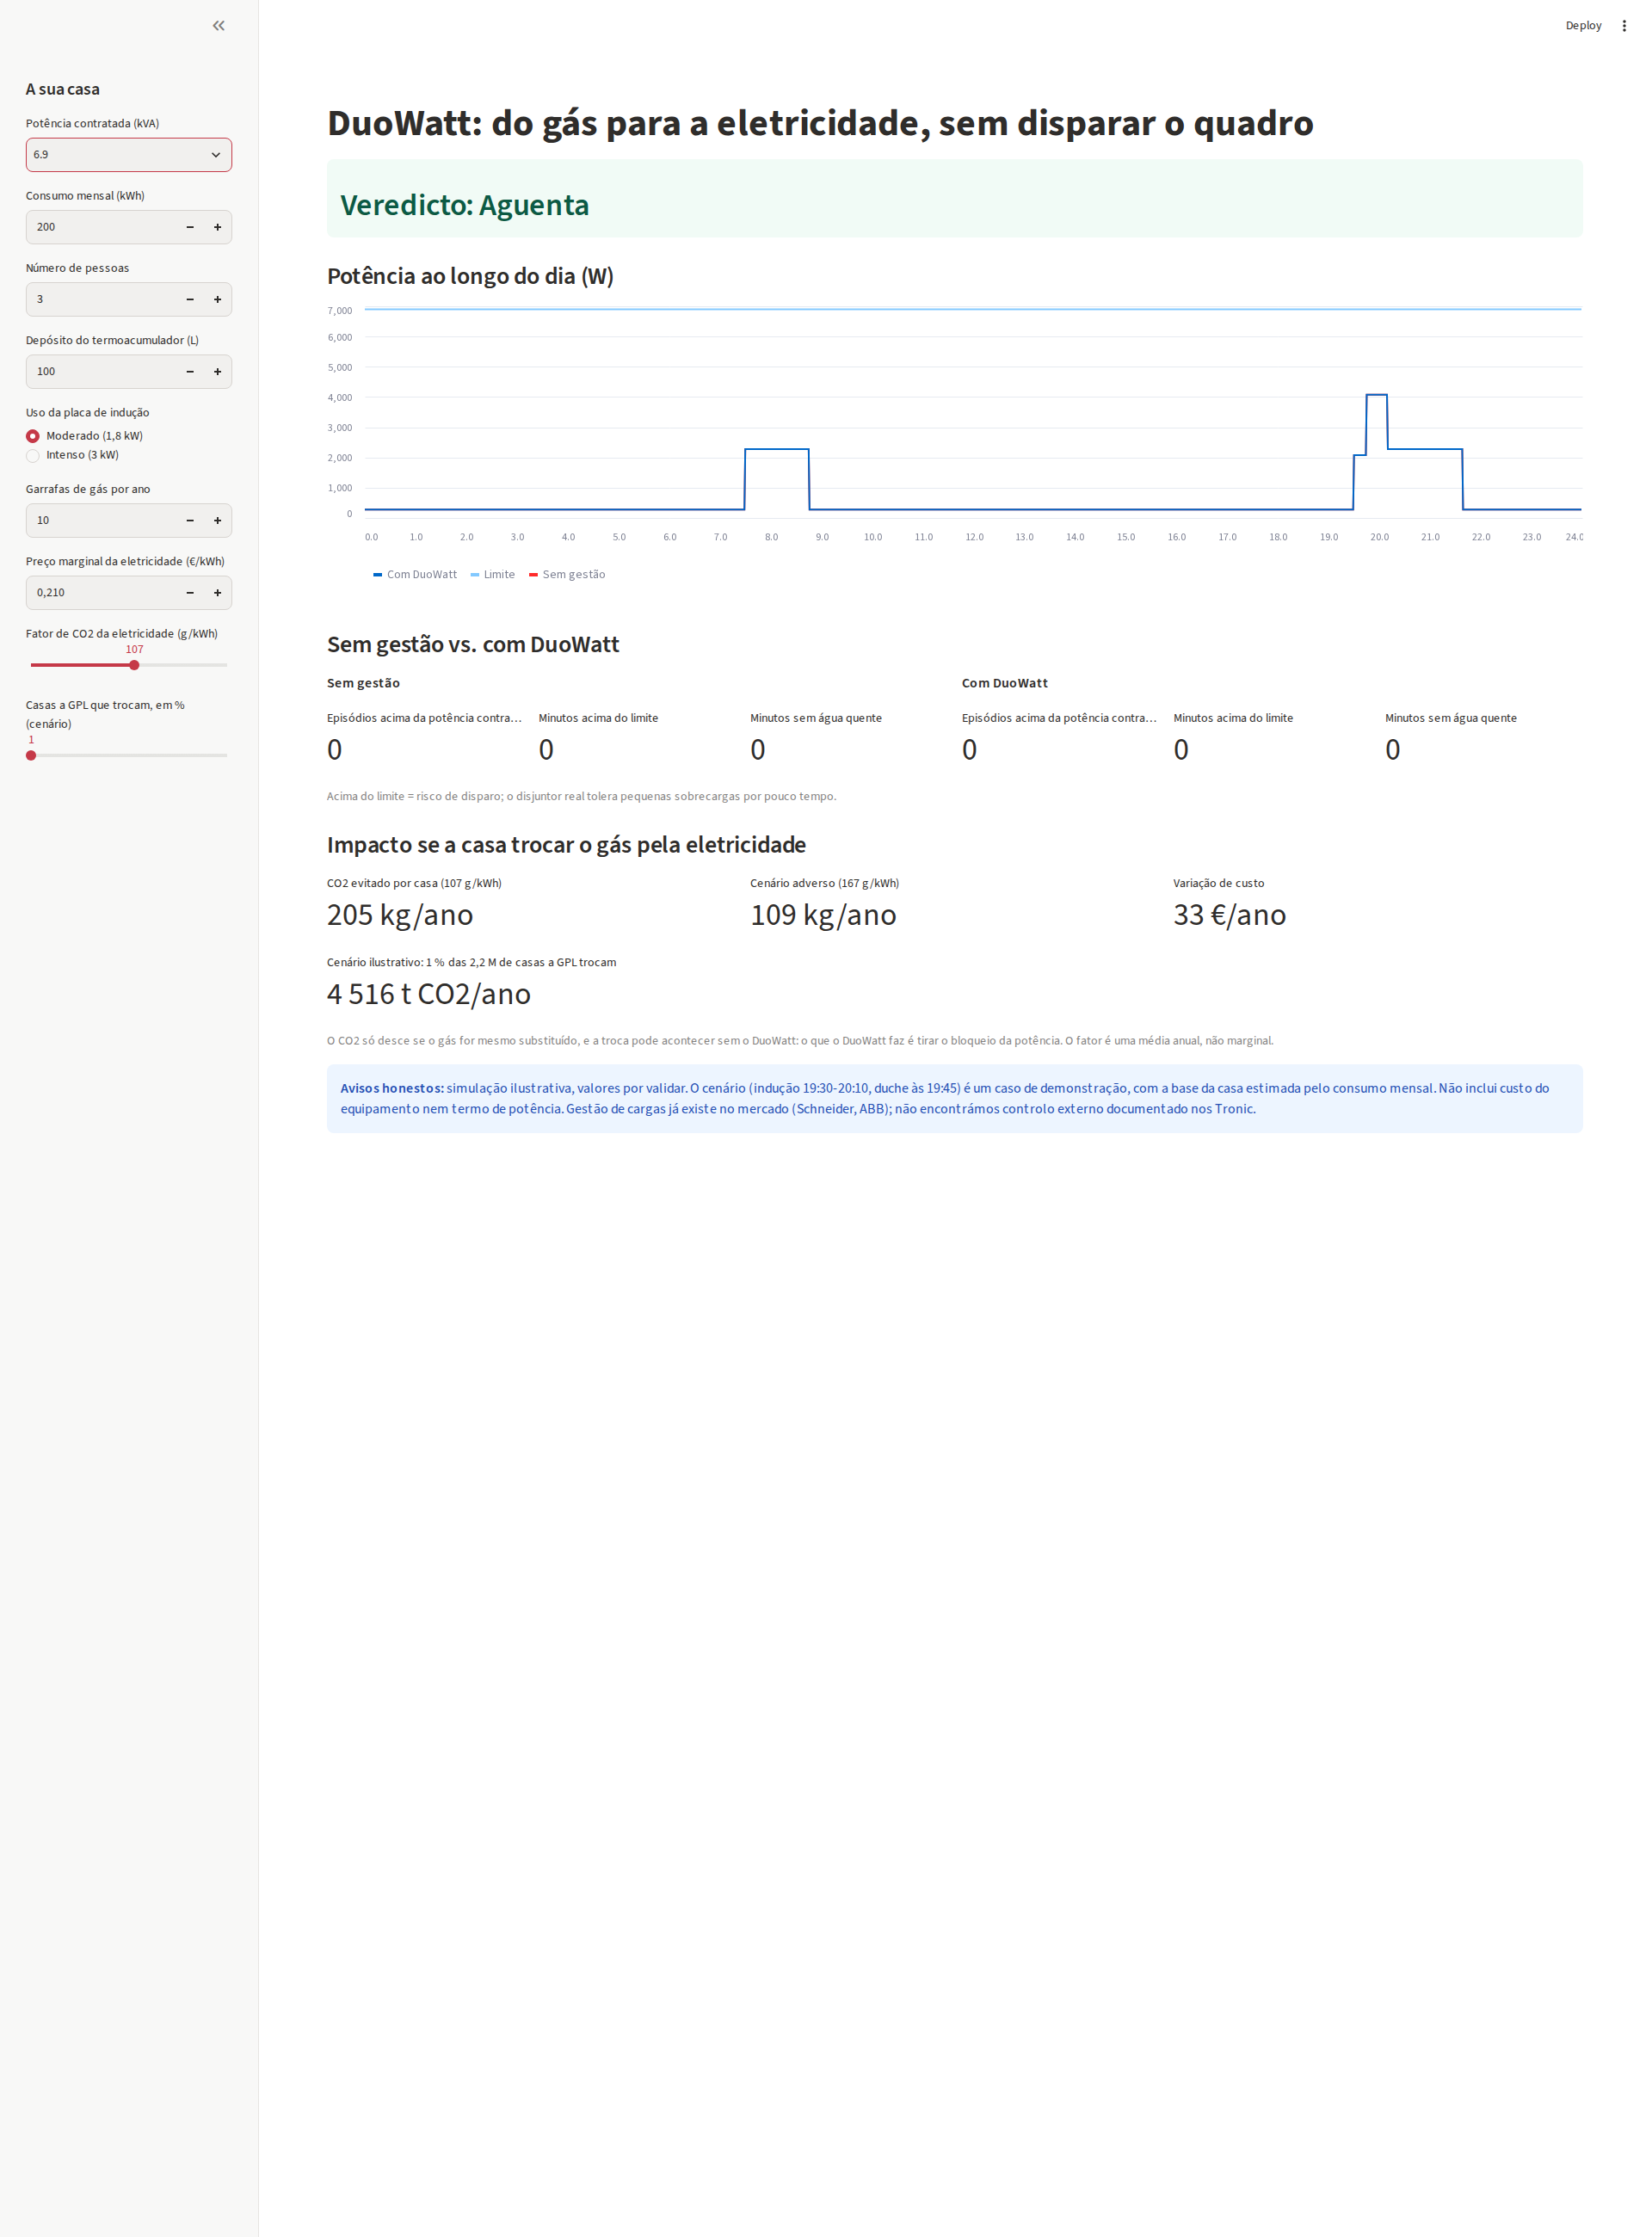 Deploy
A sua casa
Potência contratada (kVA)
6.9
Consumo mensal (kWh)
200
Número de pessoas
3
Depósito do termoacumulador (L)
100
Uso da placa de indução
Moderado (1,8 kW)
Intenso (3 kW)
Garrafas de gás por ano
10
Preço marginal da eletricidade (€/kWh)
0,210
Fator de CO2 da eletricidade (g/kWh)
107
Casas a GPL que trocam, em %
(cenário)
1
DuoWatt: do gás para a eletricidade, sem disparar o quadro
Veredicto: Aguenta
Potência ao longo do dia (W)
7,000
6,000
5,000
4,000
3,000
2,000
1,000
0
0.0 1.0 2.0 3.0 4.0 5.0 6.0 7.0 8.0 9.0 10.0 11.0 12.0 13.0 14.0 15.0 16.0 17.0 18.0 19.0 20.0 21.0 22.0 23.0 24.0
Com DuoWatt Limite Sem gestão
Sem gestão vs. com DuoWatt
Sem gestão Com DuoWatt
Episódios acima da potência contra… Minutos acima do limite Minutos sem água quente Episódios acima da potência contra… Minutos acima do limite Minutos sem água quente
0 0 0 0 0 0
Acima do limite = risco de disparo; o disjuntor real tolera pequenas sobrecargas por pouco tempo.
Impacto se a casa trocar o gás pela eletricidade
CO2 evitado por casa (107 g/kWh) Cenário adverso (167 g/kWh) Variação de custo
205 kg/ano 109 kg/ano 33 €/ano
Cenário ilustrativo: 1 % das 2,2 M de casas a GPL trocam
4 516 t CO2/ano
O CO2 só desce se o gás for mesmo substituído, e a troca pode acontecer sem o DuoWatt: o que o DuoWatt faz é tirar o bloqueio da potência. O fator é uma média anual, não marginal.
Avisos honestos: simulação ilustrativa, valores por validar. O cenário (indução 19:30-20:10, duche às 19:45) é um caso de demonstração, com a base da casa estimada pelo consumo mensal. Não inclui custo do
equipamento nem termo de potência. Gestão de cargas já existe no mercado (Schneider, ABB); não encontrámos controlo externo documentado nos Tronic.